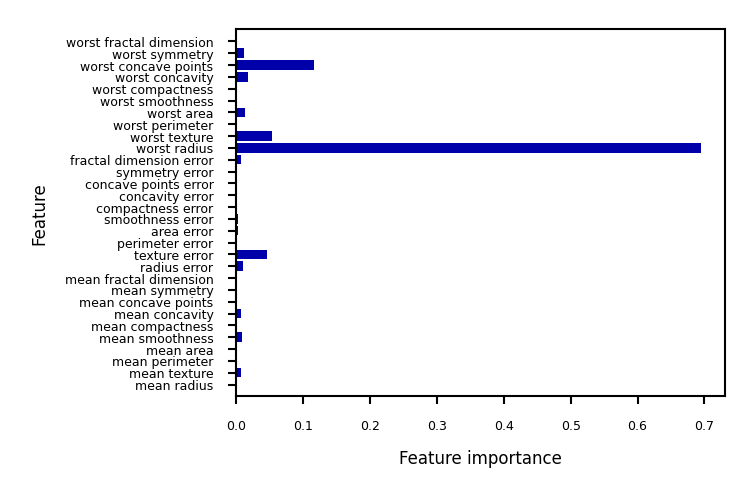 worst fractal dimension
worst symmetry
worst concave points
worst concavity
worst compactness
worst smoothness
worst area
worst perimeter
worst texture
worst radius
fractal dimension error
symmetry error
concave points error
concavity error
compactness error
smoothness error
area error
perimeter error
texture error
radius error
mean fractal dimension
mean symmetry
mean concave points
mean concavity
mean compactness
mean smoothness
mean area
mean perimeter
mean texture
mean radius
Feature
0.0 0.1 0.2 0.3 0.4 0.5 0.6 0.7
Feature importance